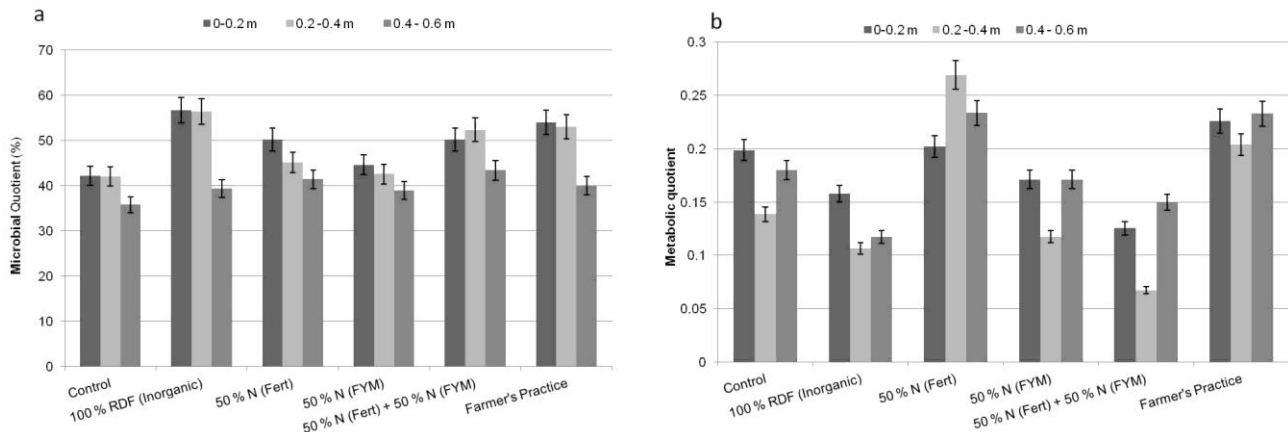 a
0-0.2 m 0.2 -0.4 m 0.4 - 0.6 m
70
60
50
40
30
20
10
0
Microbial Quotient (%)
Control
100 % RDF (Inorganic)
50 % N (Fert)
50 % N (FYM)
50 % N (Fert) + 50 % N (FYM)
Farmer's Practice
b
0-0.2 m 0.2 -0.4 m 0.4 - 0.6 m
0.3
0.25
0.2
0.15
0.1
0.05
0
Metabolic quotient
Control
100 % RDF (Inorganic)
50 % N (Fert)
50 % N (FYM)
50 % N (Fert) + 50 % N (FYM)
Farmer's Practice